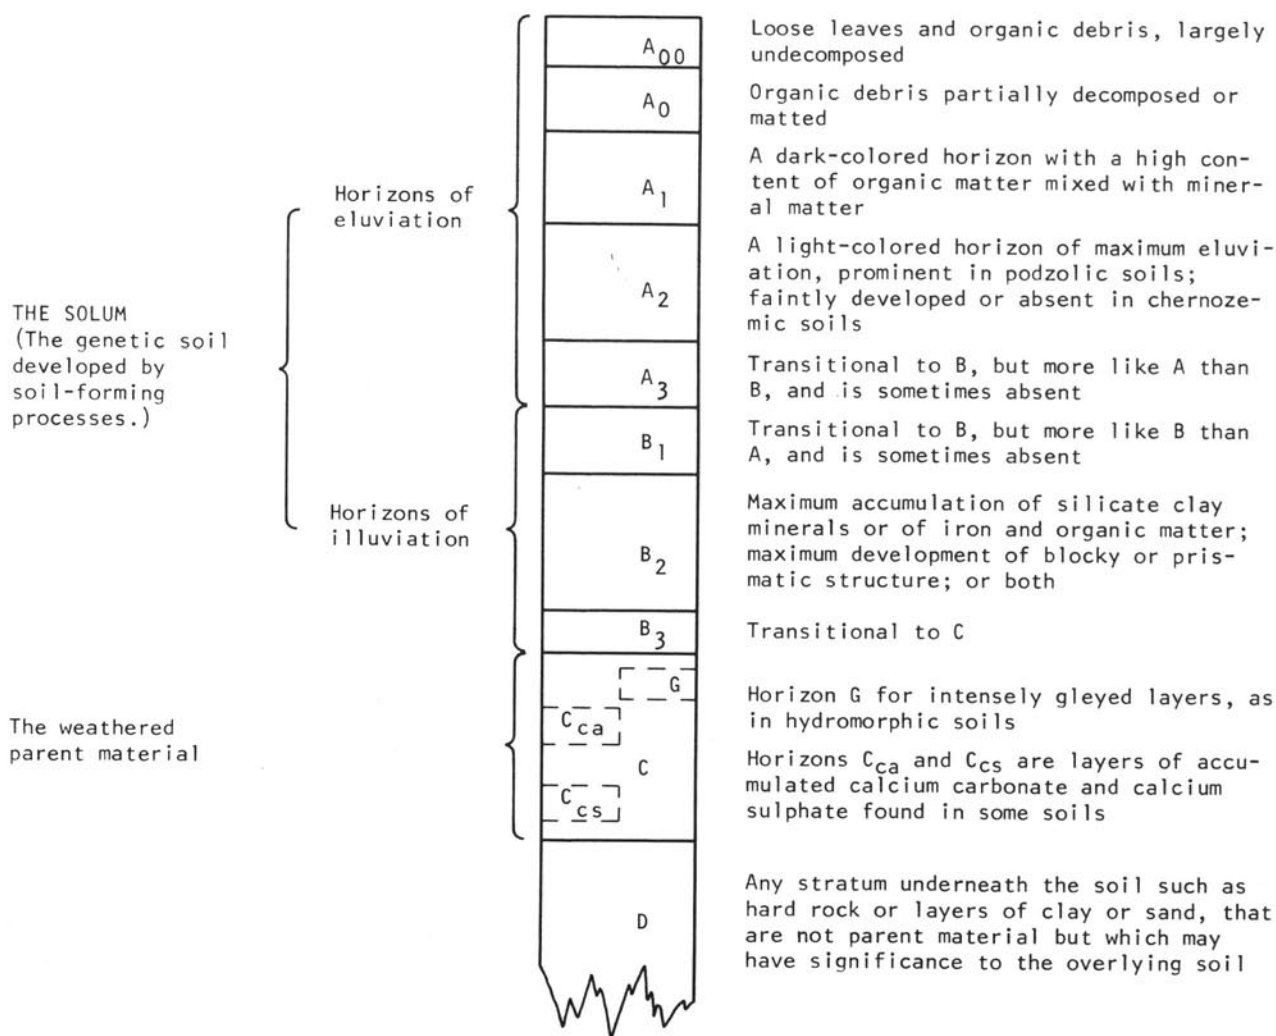 A00
Loose leaves and organic debris, largely
undecomposed
A0
Organic debris partially decomposed or
matted
Horizons of
eluviation
A1
A dark-colored horizon with a high con-
tent of organic matter mixed with miner-
al matter
A2
A light-colored horizon of maximum eluvi-
ation, prominent in podzolic soils;
faintly developed or absent in chernoze-
mic soils
THE SOLUM
(The genetic soil
developed by
soil-forming
processes.)
A3
Transitional to B, but more like A than
B, and is sometimes absent
B1
Transitional to B, but more like B than
A, and is sometimes absent
Horizons of
illuviation
B2
Maximum accumulation of silicate clay
minerals or of iron and organic matter;
maximum development of blocky or pris-
matic structure; or both
B3
Transitional to C
The weathered
parent material
G
Horizon G for intensely gleyed layers, as
in hydromorphic soils
Cca
C
Ccs
Horizons Cca and Ccs are layers of accu-
mulated calcium carbonate and calcium
sulphate found in some soils
D
Any stratum underneath the soil such as
hard rock or layers of clay or sand, that
are not parent material but which may
have significance to the overlying soil